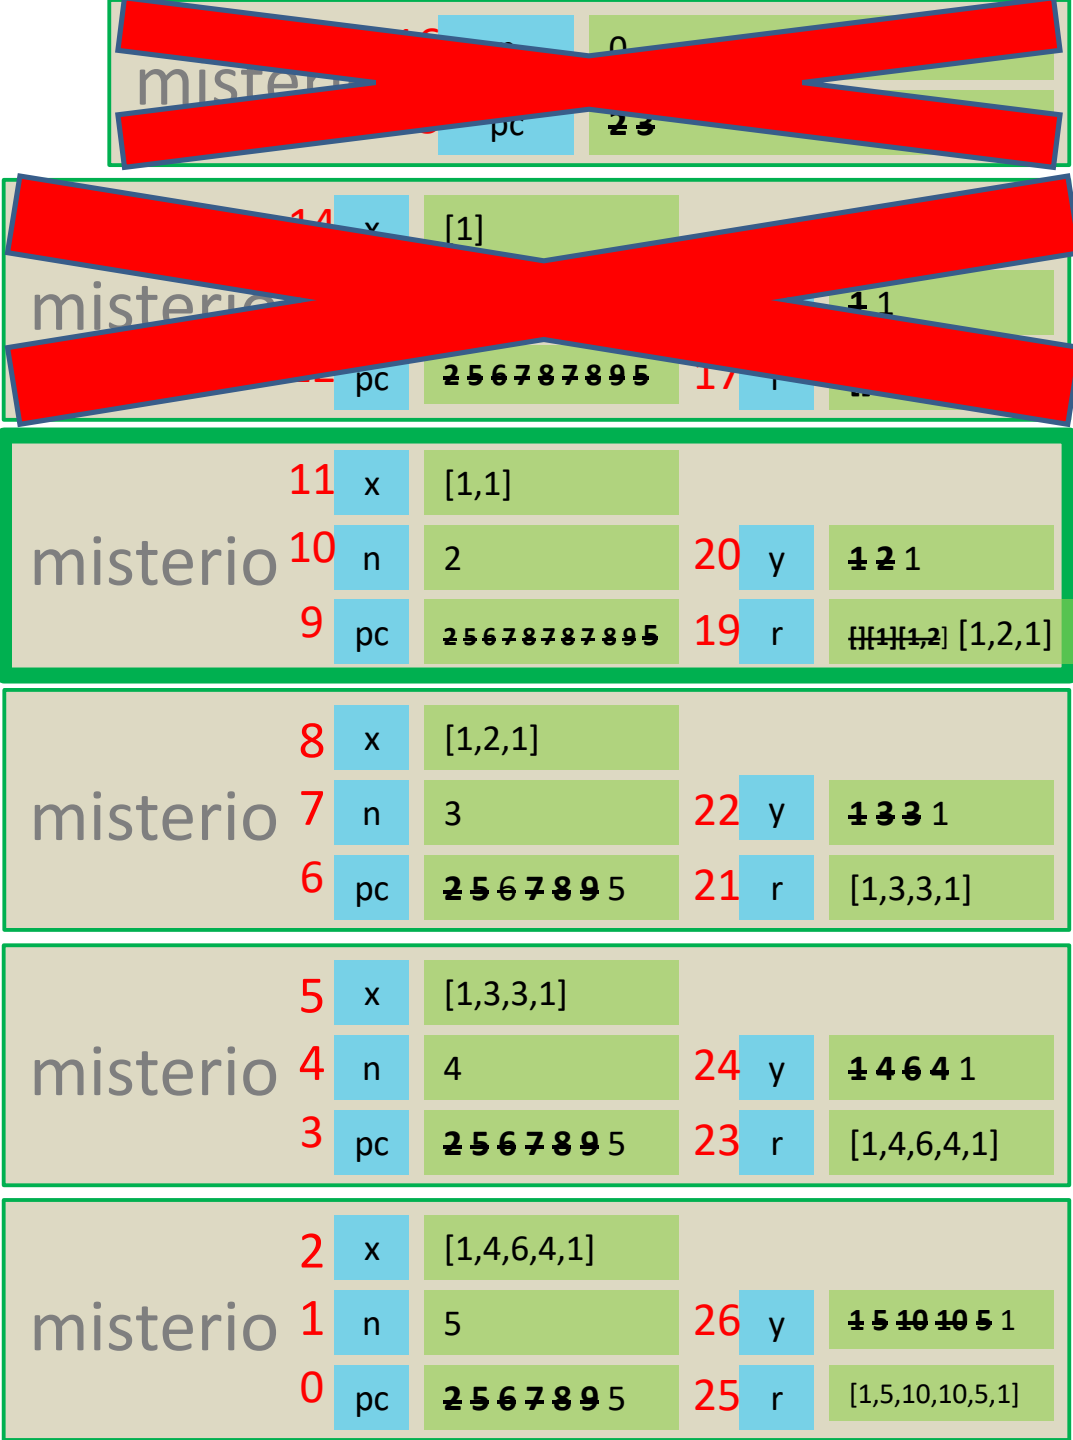 0
misterio
pc 2 3
14 x [1]
misterio 1 1
pc 2 5 6 7 8 7 8 9 5 17
11 x [1,1]
misterio 10 n 2 20 y 1 2 1
9 pc 2 5 6 7 8 7 8 7 8 9 5 19 r [][1][1,2] [1,2,1]
8 x [1,2,1]
misterio 7 n 3 22 y 1 3 3 1
6 pc 2 5 6 7 8 9 5 21 r [1,3,3,1]
5 x [1,3,3,1]
misterio 4 n 4 24 y 1 4 6 4 1
3 pc 2 5 6 7 8 9 5 23 r [1,4,6,4,1]
2 x [1,4,6,4,1]
misterio 1 n 5 26 y 1 5 10 10 5 1
0 pc 2 5 6 7 8 9 5 25 r [1,5,10,10,5,1]